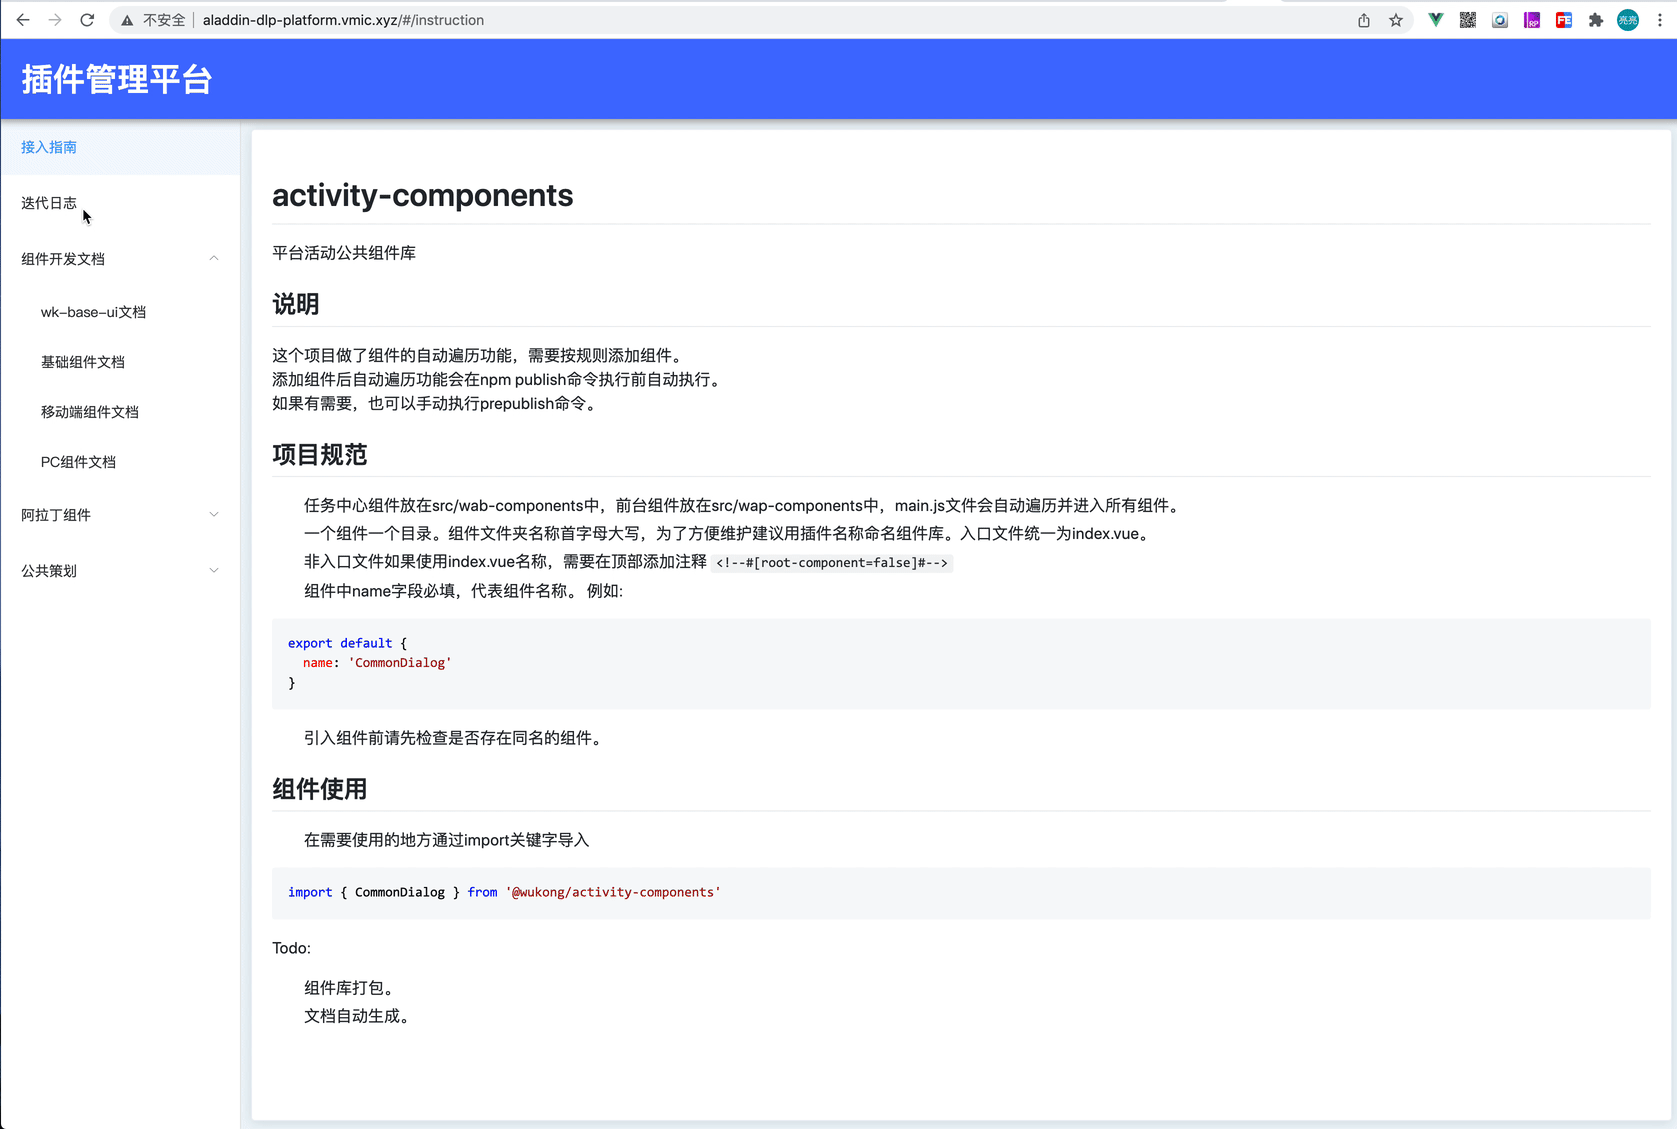 不安全
aladdin-dlp-platform.vmic.xyz/#/instruction
RP
FE
亮亮
插件管理平台
接入指南
迭代日志
组件开发文档
wk-base-ui文档
基础组件文档
移动端组件文档
PC组件文档
阿拉丁组件
公共策划
activity-components
平台活动公共组件库
说明
这个项目做了组件的自动遍历功能，需要按规则添加组件。
添加组件后自动遍历功能会在npm publish命令执行前自动执行。
如果有需要，也可以手动执行prepublish命令。
项目规范
任务中心组件放在src/wab-components中，前台组件放在src/wap-components中，main.js文件会自动遍历并进入所有组件。
一个组件一个目录。组件文件夹名称首字母大写，为了方便维护建议用插件名称命名组件库。入口文件统一为index.vue。
非入口文件如果使用index.vue名称，需要在顶部添加注释 <!--#[root-component=false]#-->
组件中name字段必填，代表组件名称。 例如:
export default {
  name: 'CommonDialog'
}
引入组件前请先检查是否存在同名的组件。
组件使用
在需要使用的地方通过import关键字导入
import { CommonDialog } from '@wukong/activity-components'
Todo:
组件库打包。
文档自动生成。